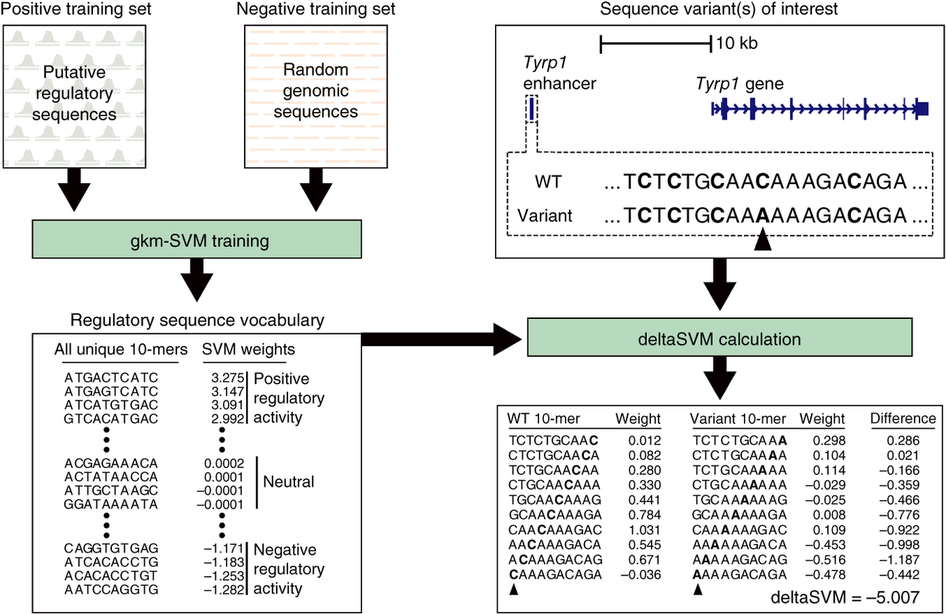 Positive training set
Negative training set
Sequence variant(s) of interest
Putative
regulatory
sequences
Random
genomic
sequences
10 kb
Tyrp1
enhancer
Tyrp1 gene
WT ...TCTCTGCAACAAAGACAGA ...
Variant ...TCTCTGCAAAAAAGACAGA ...
gkm-SVM training
Regulatory sequence vocabulary
All unique 10-mers SVM weights
ATGACTCATC 3.275
ATGAGTCATC 3.147
ATCATGTGAC 3.091
GTCACATGAC 2.992
Positive
regulatory
activity
ACGAGAAACA 0.0002
ACTATAACCA 0.0001
ATTGCTAAGC –0.0001
GGATAAAATA –0.0001
Neutral
CAGGTGTGAG –1.171
ATCACACCTG –1.183
ACACACCTGT –1.253
AATCCAGGTG –1.282
Negative
regulatory
activity
deltaSVM calculation
WT 10-mer Weight Variant 10-mer Weight Difference
TCTCTGCAAC 0.012 TCTCTGCAAA 0.298 0.286
CTCTGCAACA 0.082 CTCTGCAAAA 0.104 0.021
TCTGCAACAA 0.280 TCTGCAAAAA 0.114 –0.166
CTGCAACAAA 0.330 CTGCAAAAAA –0.029 –0.359
TGCAACAAAG 0.441 TGCAAAAAAG –0.025 –0.466
GCAACAAAGA 0.784 GCAAAAAAGA 0.008 –0.776
CAACAAAGAC 1.031 CAAAAAAGAC 0.109 –0.922
AACAAAGACA 0.545 AAAAAAGACA –0.453 –0.998
ACAAAGACAG 0.671 AAAAAGACAG –0.516 –1.187
CAAAGACAGA –0.036 AAAAGACAGA –0.478 –0.442
deltaSVM = –5.007